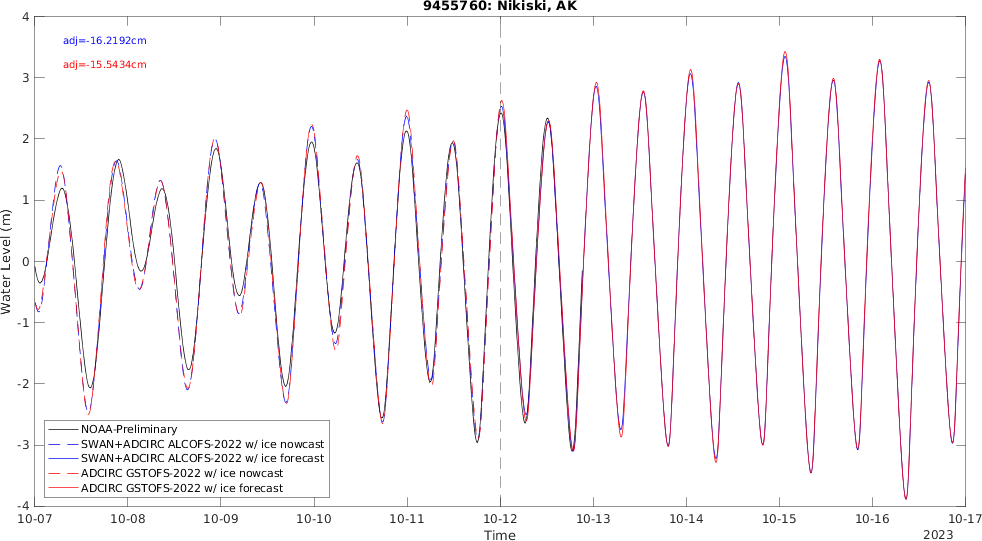 9455760: Nikiski, AK
adj=-16.2192cm
adj=-15.5434cm
Water Level (m)
4
3
2
1
0
-1
-2
-3
-4
NOAA-Preliminary
SWAN+ADCIRC ALCOFS-2022 w/ ice nowcast
SWAN+ADCIRC ALCOFS-2022 w/ ice forecast
ADCIRC GSTOFS-2022 w/ ice nowcast
ADCIRC GSTOFS-2022 w/ ice forecast
10-07 10-08 10-09 10-10 10-11 10-12 10-13 10-14 10-15 10-16 10-17
Time
2023